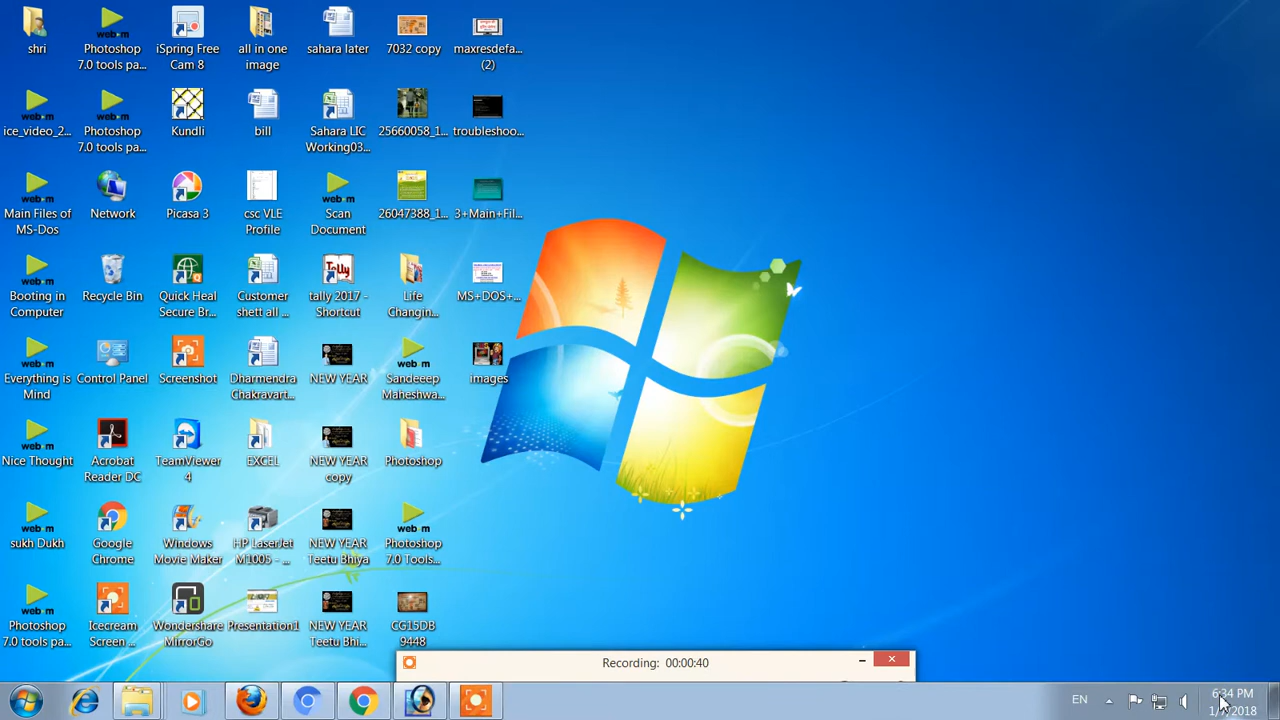 shri
Photoshop
7.0 tools pa...
iSpring Free
Cam 8
all in one
image
sahara later
7032 copy
maxresdefa...
(2)
ice_video_2...
Photoshop
7.0 tools pa...
Kundli
bill
Sahara LIC
Working03...
25660058_1...
troubleshoo...
Main Files of
MS-Dos
Network
Picasa 3
csc VLE
Profile
Scan
Document
26047388_1...
3+Main+Fil...
Booting in
Computer
Recycle Bin
Quick Heal
Secure Br...
Customer
shett all ...
tally 2017 -
Shortcut
Life
Changin...
MS+DOS+...
Everything is
Mind
Control Panel
Screenshot
Dharmendra
Chakravart...
NEW YEAR
Sandeeep
Maheshwa...
images
Nice Thought
Acrobat
Reader DC
TeamViewer
4
EXCEL
NEW YEAR
copy
Photoshop
sukh Dukh
Google
Chrome
Windows
Movie Maker
HP LaserJet
M1005 - ...
NEW YEAR
Teetu Bhiya
Photoshop
7.0 Tools...
Photoshop
7.0 tools pa...
Icecream
Screen ...
Wondershare
MirrorGo
Presentation1
NEW YEAR
Teetu Bhi...
CG15DB
9448
Recording: 00:00:40
EN
6:34 PM